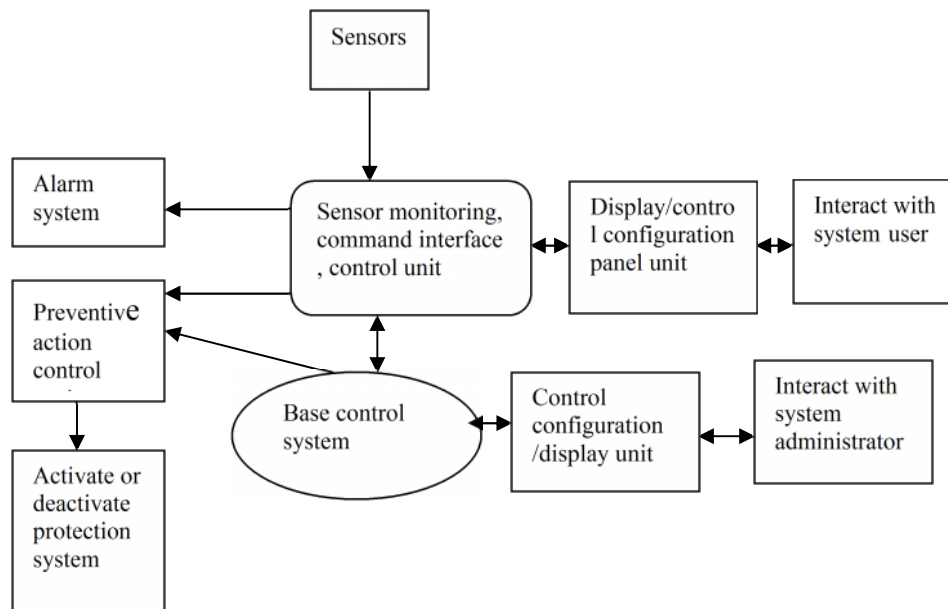 Sensors
Alarm
system
Sensor monitoring,
command interface
, control unit
Display/contro
l configuration
panel unit
Interact with
system user
Preventive
action
control
Base control
system
Control
configuration
/display unit
Interact with
system
administrator
Activate or
deactivate
protection
system